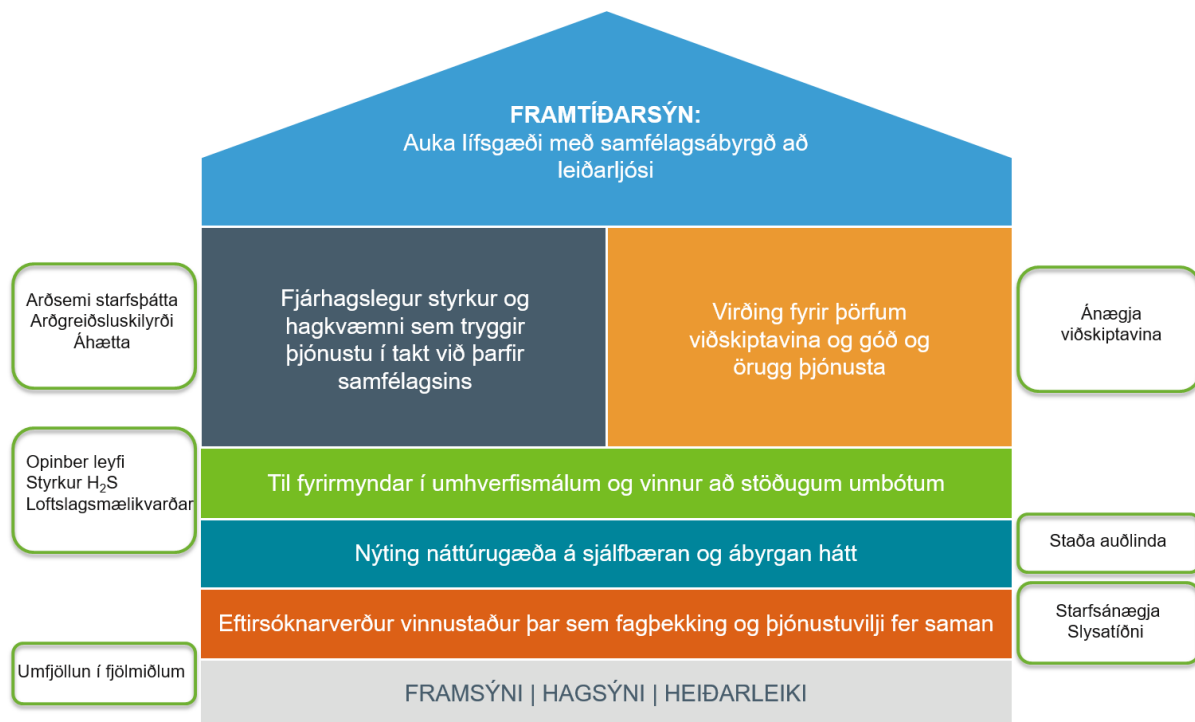 FRAMTÍÐARSÝN:
Auka lífsgæði með samfélagsábyrgð að
leiðarljósi
Arðsemi starfsþátta
Arðgreiðsluskilyrði
Áhætta
Fjárhagslegur styrkur og
hagkvæmni sem tryggir
þjónustu í takt við þarfir
samfélagsins
Virðing fyrir þörfum
viðskiptavina og góð og
örugg þjónusta
Ánægja
viðskiptavina
Opinber leyfi
Styrkur H₂S
Loftslagsmælikvarðar
Til fyrirmyndar í umhverfismálum og vinnur að stöðugum umbótum
Nýting náttúrugæða á sjálfbæran og ábyrgan hátt
Staða auðlinda
Eftirsóknarverður vinnustaður þar sem fagþekking og þjónustuvilji fer saman
Starfsánægja
Slysatíðni
Umfjöllun í fjölmiðlum
FRAMSÝNI | HAGSÝNI | HEIÐARLEIKI